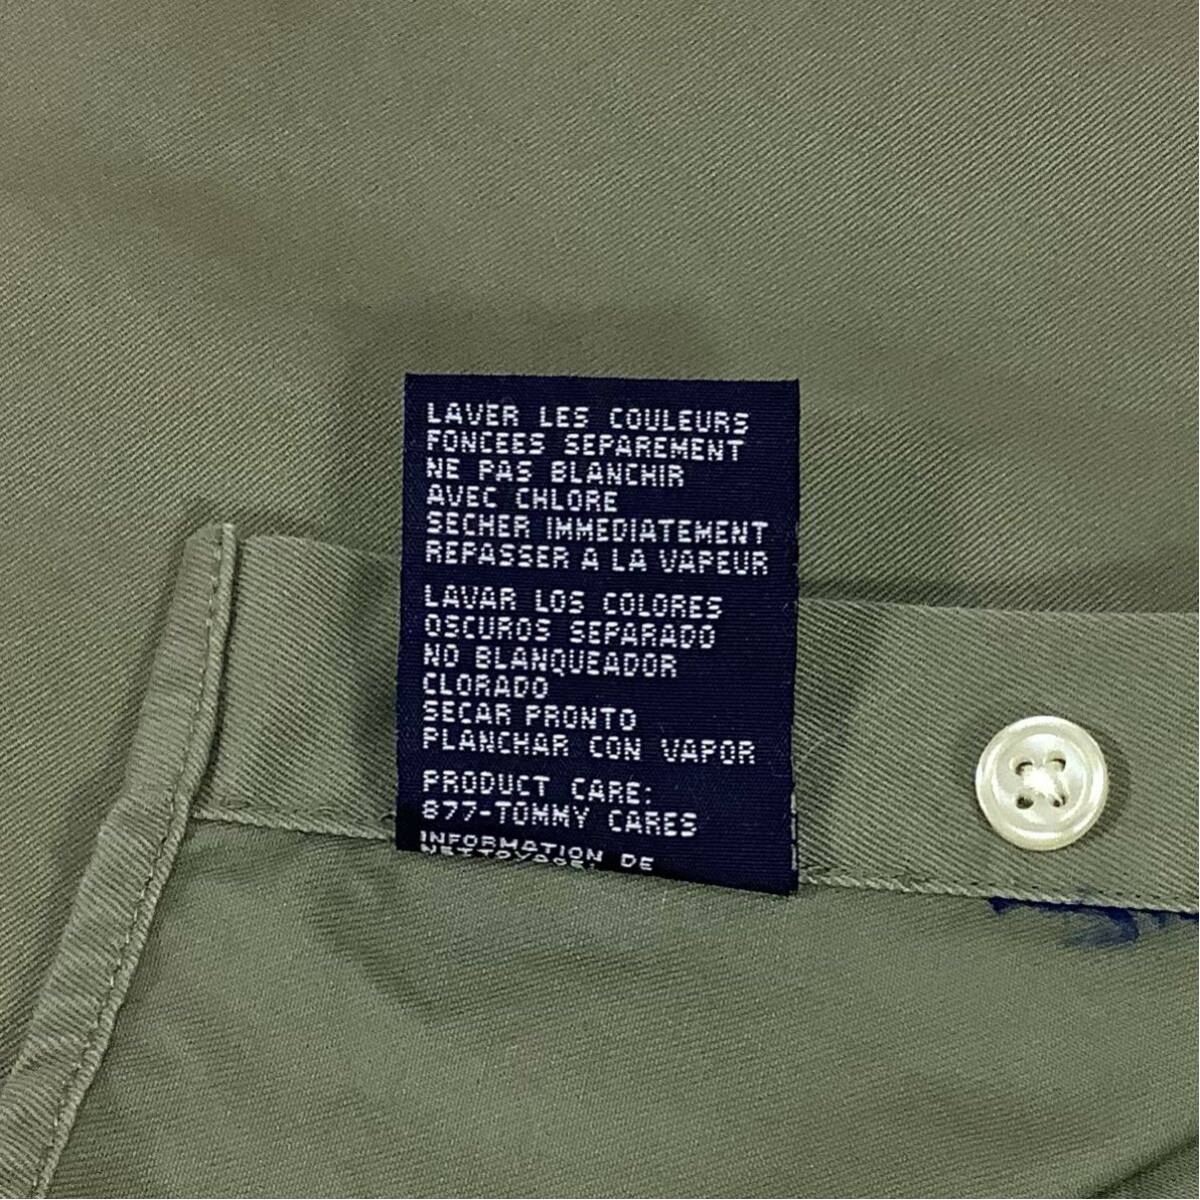 LAVER LES COULEURS
FONCEES SEPAREMENT
NE PAS BLANCHIR
AVEC CHLORE
SECHER IMMEDIATEMENT
REPASSER A LA VAPEUR
LAVAR LOS COLORES
OSCUROS SEPARADO
NO BLANQUEADOR
CLORADO
SECAR PRONTO
PLANCHAR CON VAPOR
PRODUCT CARE:
877-TOMMY CARES
INFORMATION DE
NETTOYAGE: